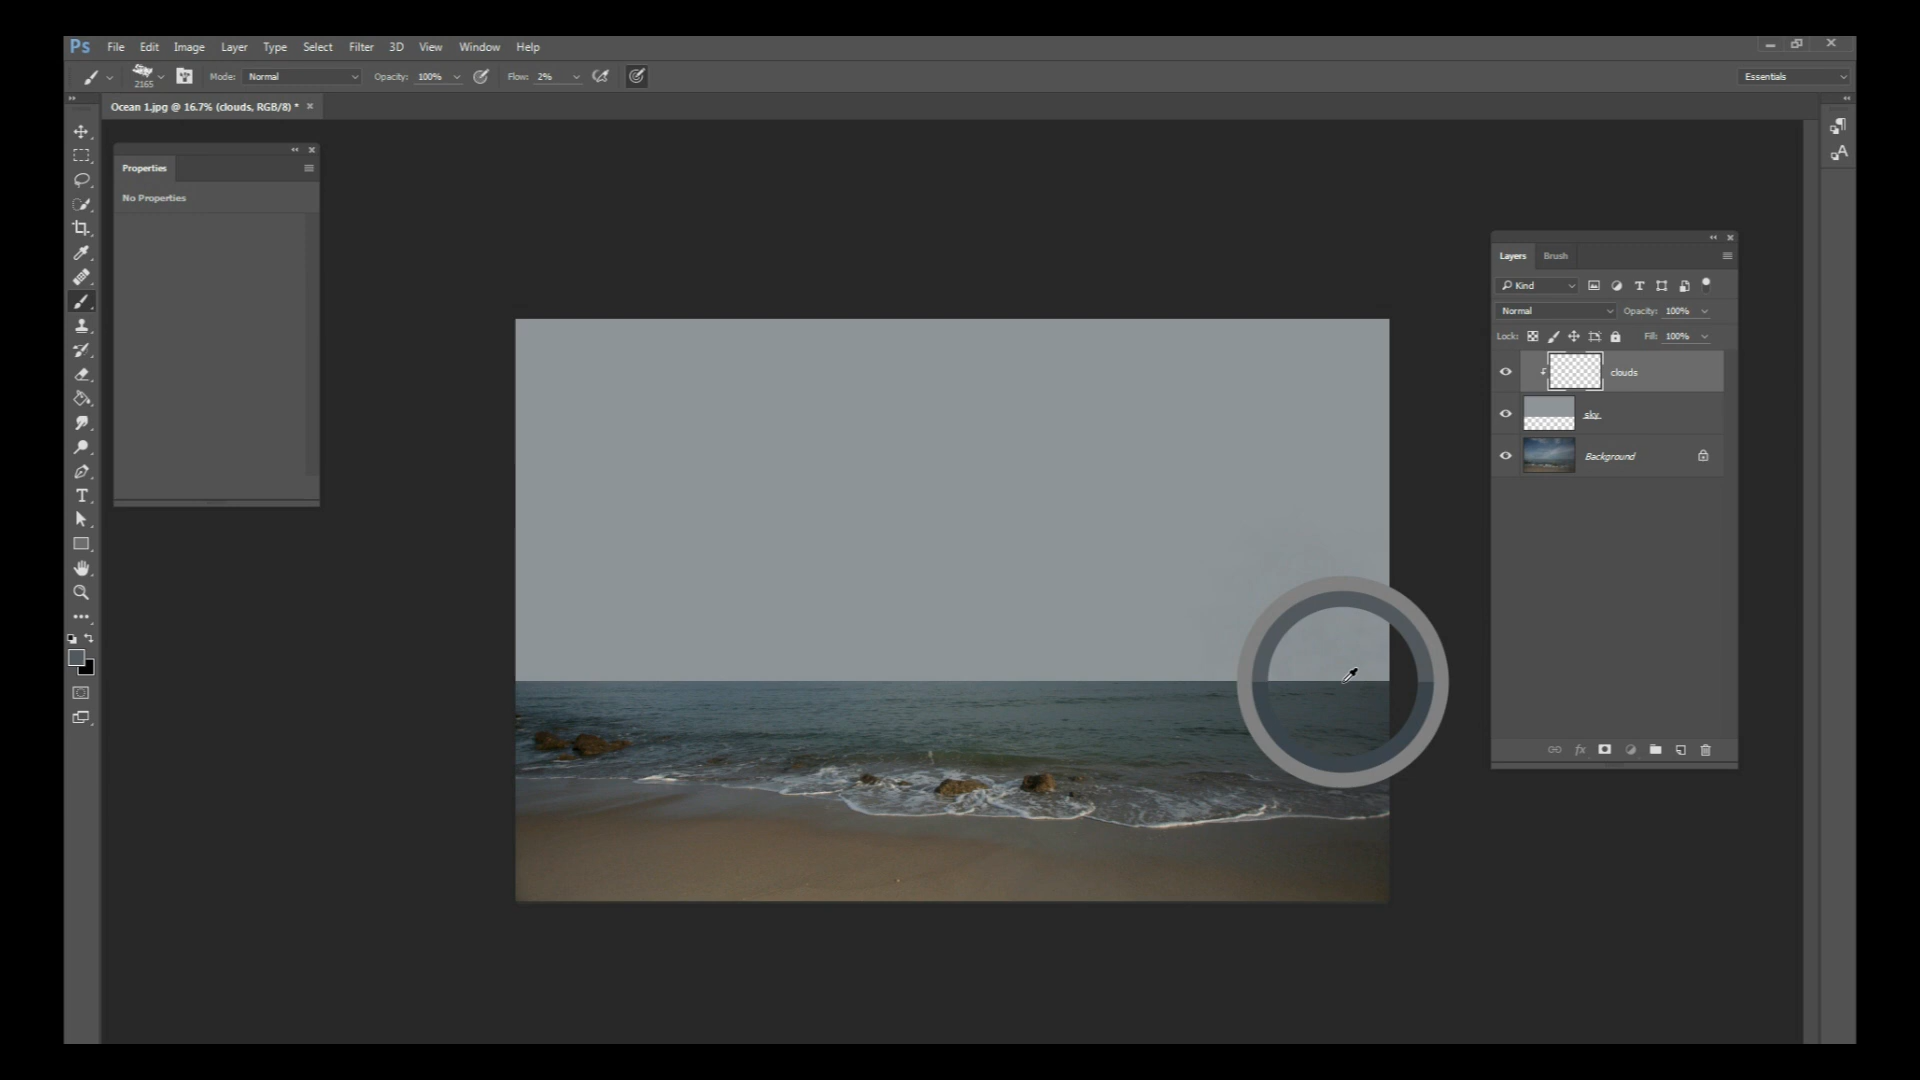 Ps File Edit Image Layer Type Select Filter 3D View Window Help
2165 Mode: Normal Opacity: 100% Flow: 2% Essentials
Ocean 1.jpg @ 16.7% (clouds, RGB/8) *
Properties
No Properties
Layers Brush
Kind
Normal Opacity: 100%
Lock: Fill: 100%
clouds
sky
Background
fx